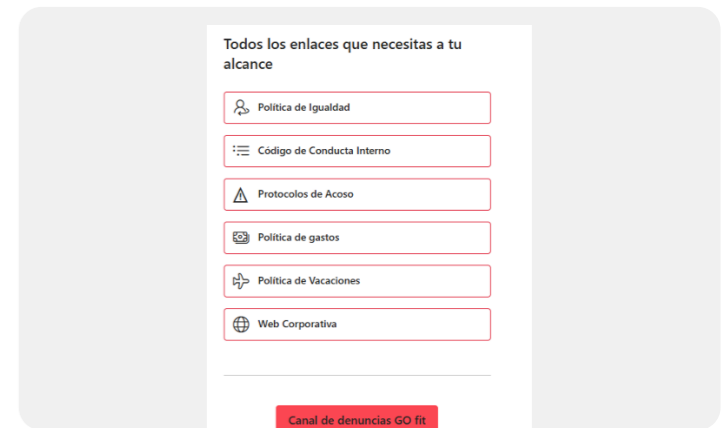 Todos los enlaces que necesitas a tu
alcance
Política de Igualdad
Código de Conducta Interno
Protocolos de Acoso
Política de gastos
Política de Vacaciones
Web Corporativa
Canal de denuncias GO fit